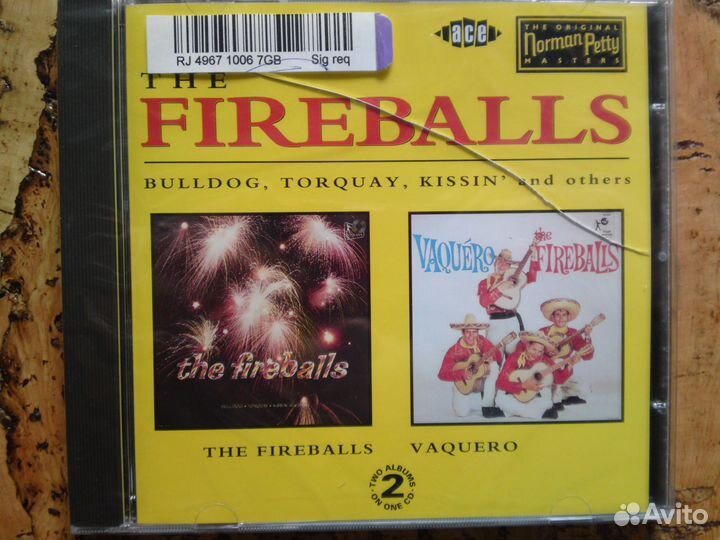 RJ 4967 1006 7GB Sig req
ace
THE ORIGINAL
Norman Petty
MASTERS
THE
FIREBALLS
BULLDOG, TORQUAY, KISSIN' and others
the fireballs
VAQUÉRO the FIREBALLS
THE FIREBALLS VAQUERO
TWO ALBUMS
2
ON ONE CD
Avito